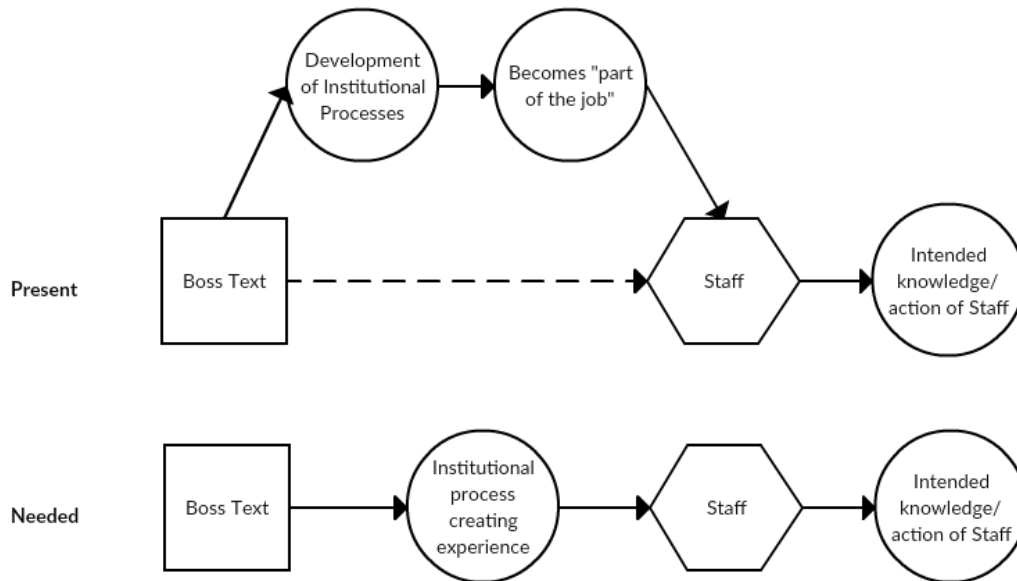 Development
of Institutional
Processes
Becomes "part
of the job"
Present
Boss Text
Staff
Intended
knowledge/
action of Staff
Needed
Boss Text
Institutional
process
creating
experience
Staff
Intended
knowledge/
action of Staff